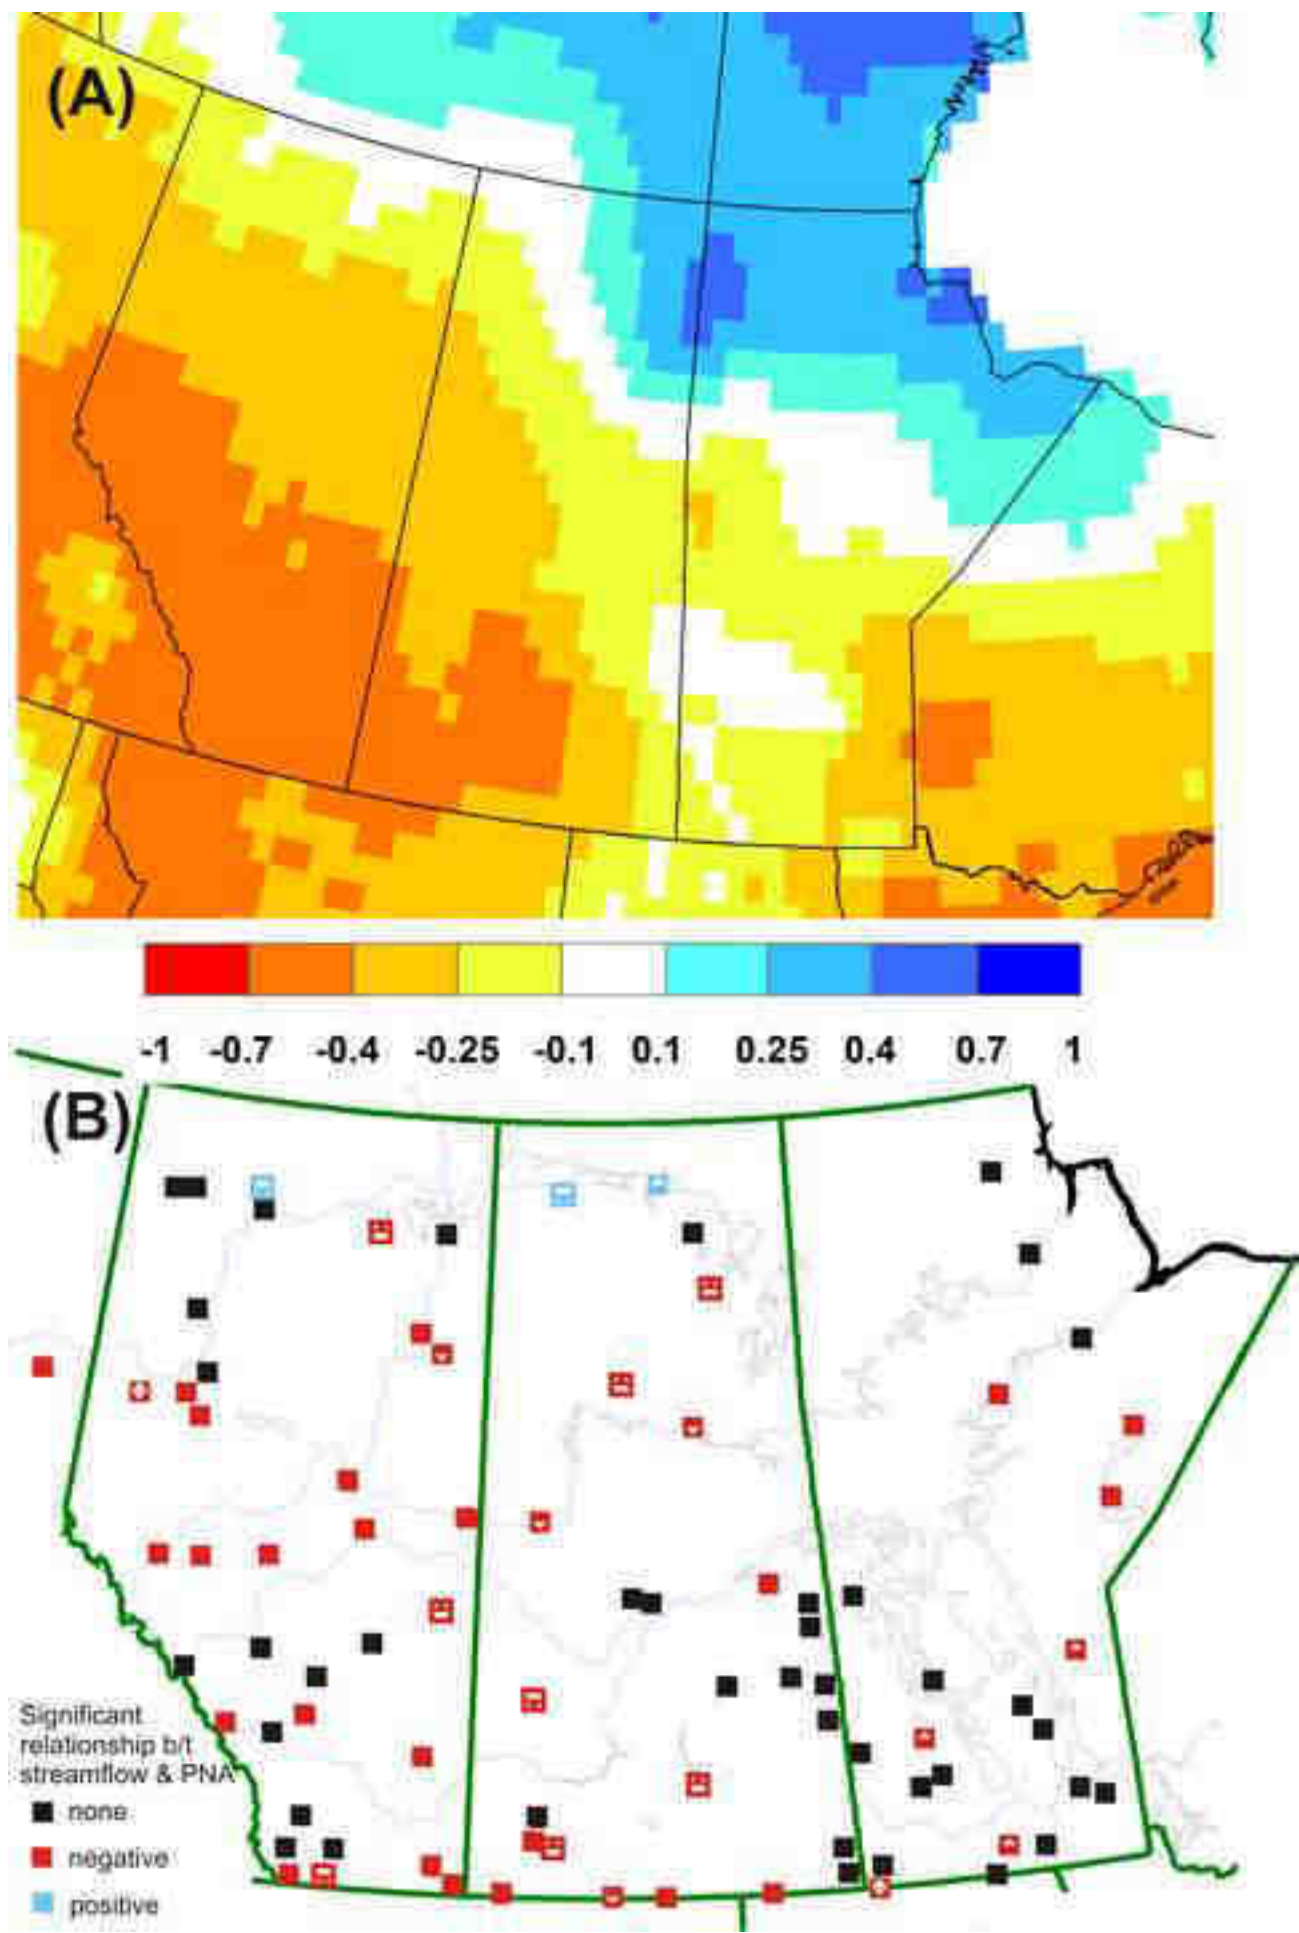 (A)
-1 -0.7 -0.4 -0.25 -0.1 0.1 0.25 0.4 0.7 1
(B)
Significant
relationship b/t
streamflow & PNA
none
negative
positive